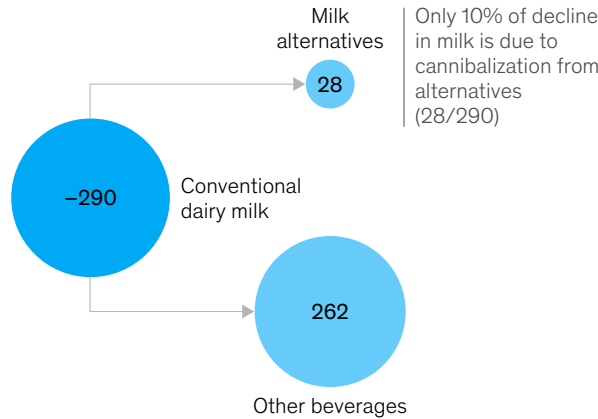 Milk
alternatives
28
Only 10% of decline
in milk is due to
cannibalization from
alternatives
(28/290)
–290
Conventional
dairy milk
262
Other beverages